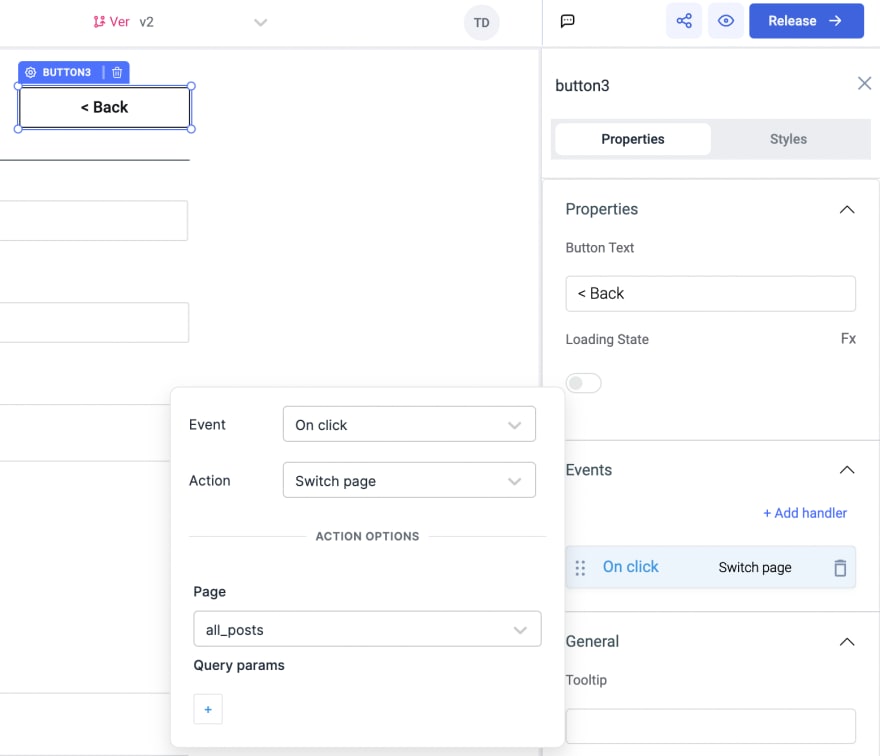 Ver v2
TD
Release →
BUTTON3
< Back
button3
Properties
Styles
Properties
Button Text
< Back
Loading State Fx
Event On click
Action Switch page
ACTION OPTIONS
Page
all_posts
Query params
+
Events
+ Add handler
On click Switch page
General
Tooltip